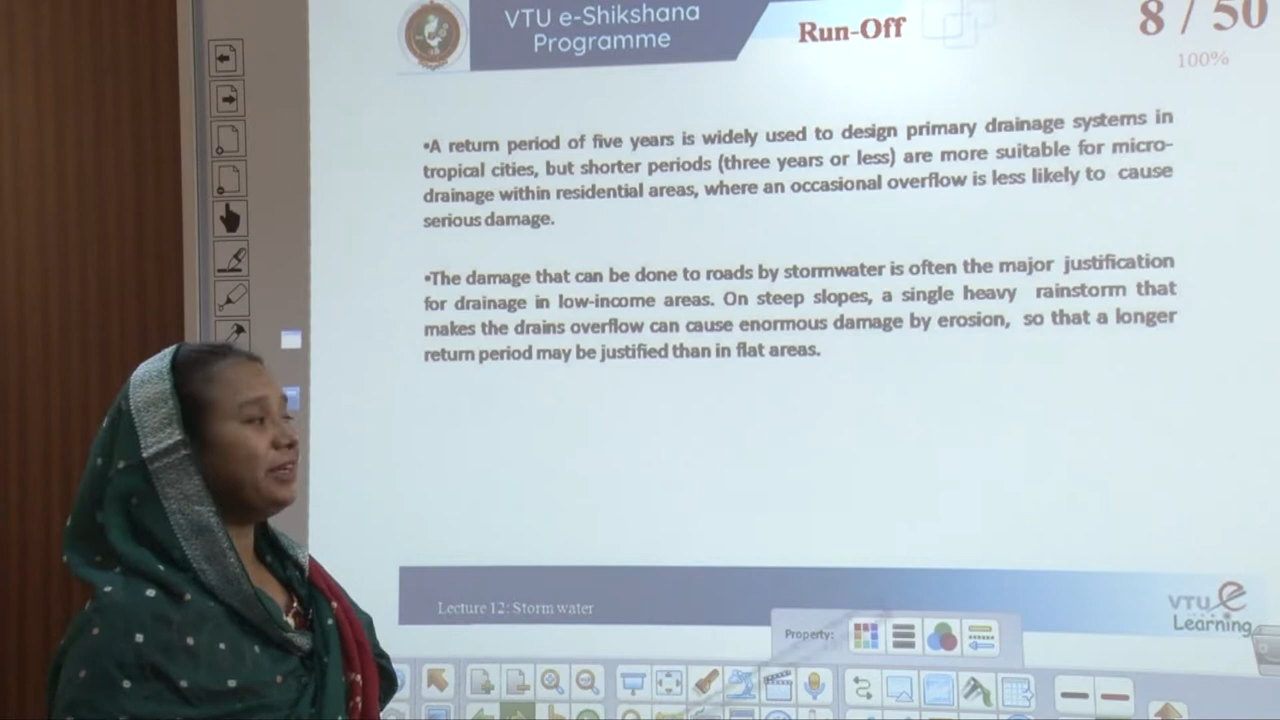 VTU e-Shikshana
Programme
Run-Off
8 / 50
100%
•A return period of five years is widely used to design primary drainage systems in
tropical cities, but shorter periods (three years or less) are more suitable for micro-
drainage within residential areas, where an occasional overflow is less likely to cause
serious damage.
•The damage that can be done to roads by stormwater is often the major justification
for drainage in low-income areas. On steep slopes, a single heavy rainstorm that
makes the drains overflow can cause enormous damage by erosion, so that a longer
return period may be justified than in flat areas.
Lecture 12: Storm water
VTU e
Learning
Property: